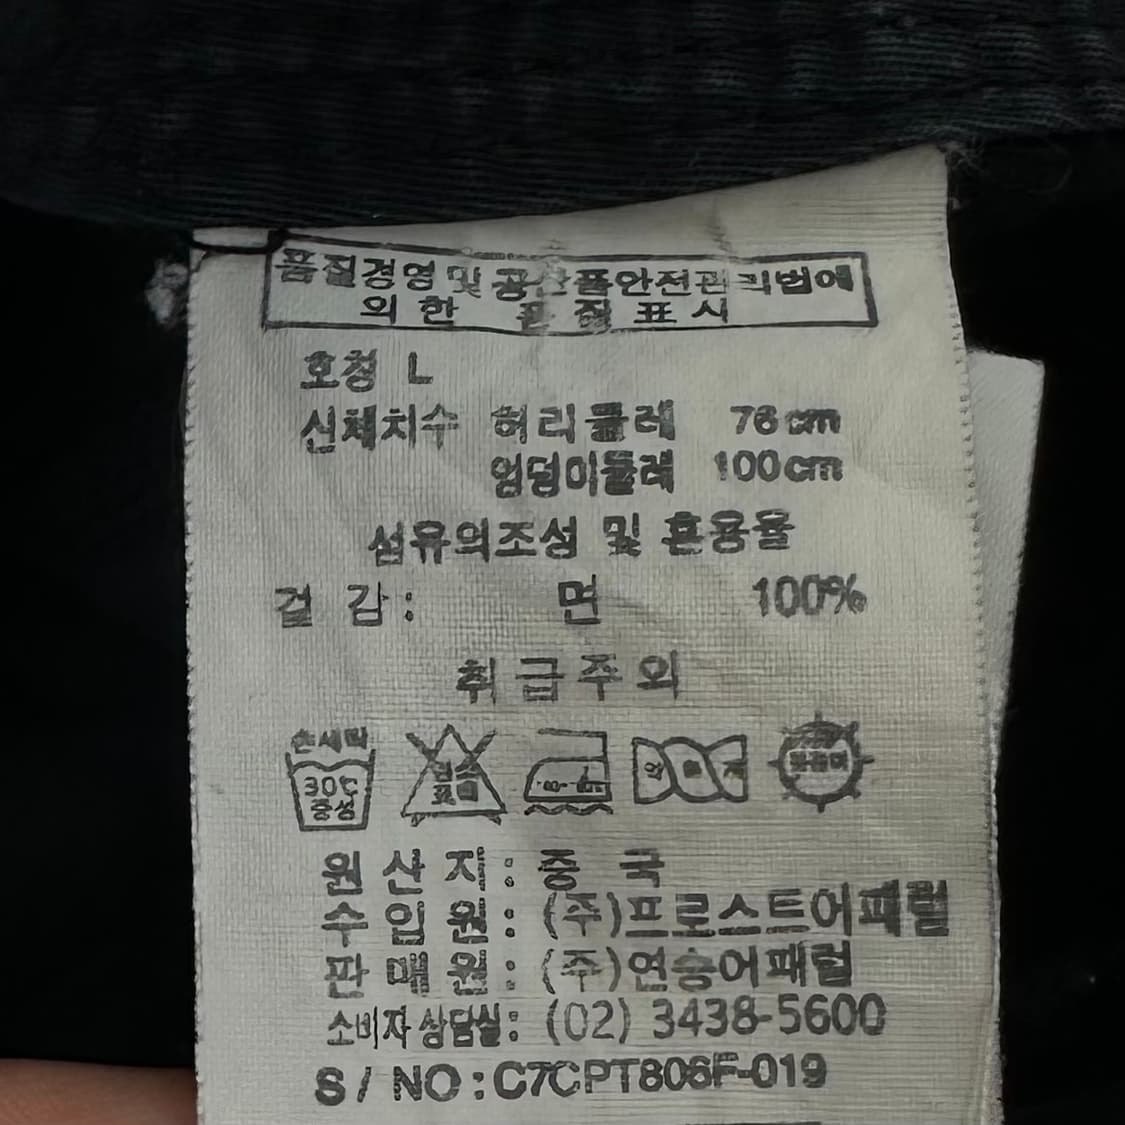 품질경영 및 공산품안전관리법에
의한 품질표시
호칭 L
신체치수 허리둘레 76cm
엉덩이둘레 100cm
섬유의조성 및 혼용율
겉 감 : 면 100%
취급주의
손세탁
30℃
중성
원 산 지 : 중 국
수 입 원 : (주)프로스트어패럴
판 매 원 : (주)연승어패럴
소비자상담실 : (02) 3438-5600
S / NO : C7CPT806F-019